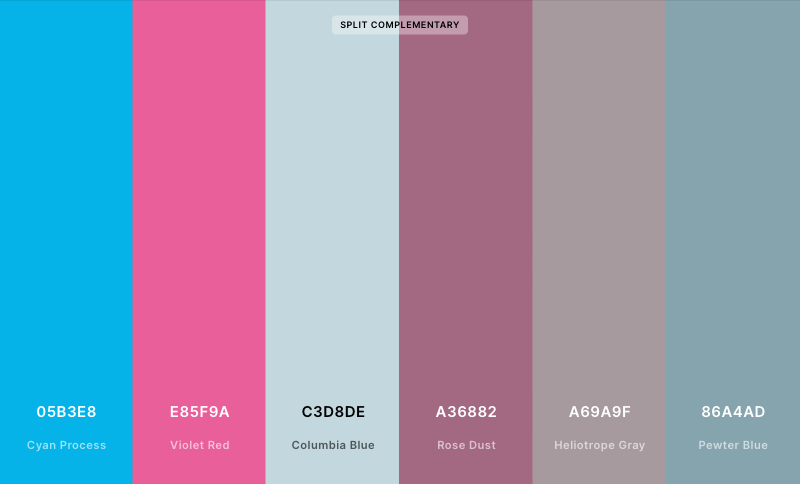 SPLIT COMPLEMENTARY
05B3E8
Cyan Process
E85F9A
Violet Red
C3D8DE
Columbia Blue
A36882
Rose Dust
A69A9F
Heliotrope Gray
86A4AD
Pewter Blue